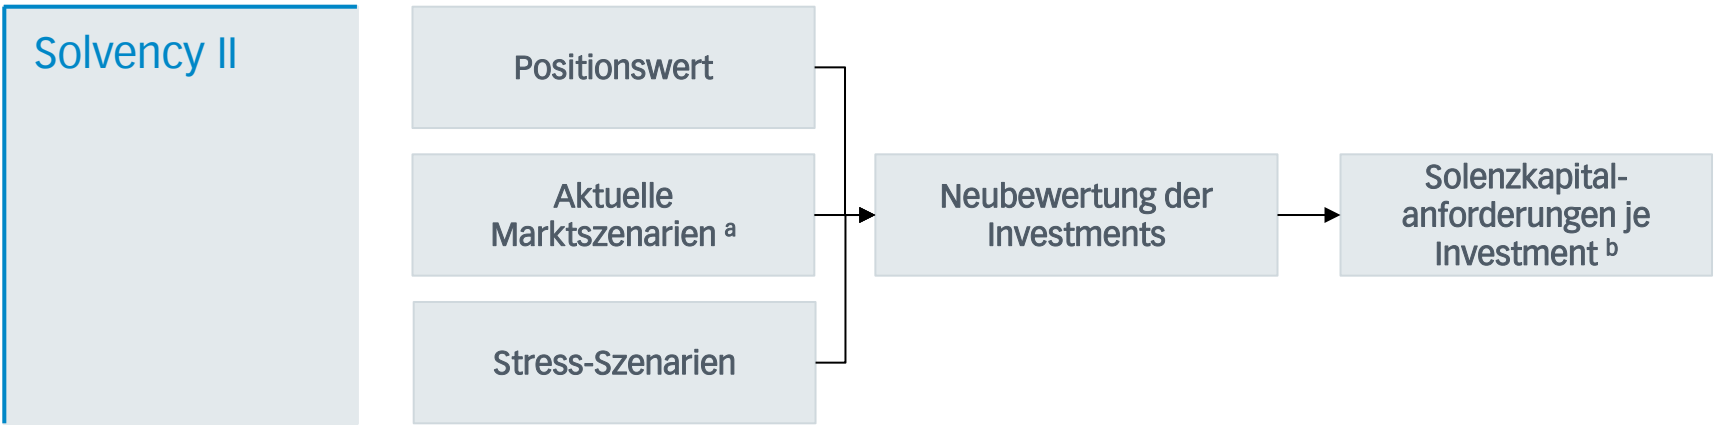 Solvency II
Positionswert
Aktuelle
Marktszenarien a
Stress-Szenarien
Neubewertung der
Investments
Solenzkapital-
anforderungen je
Investment b